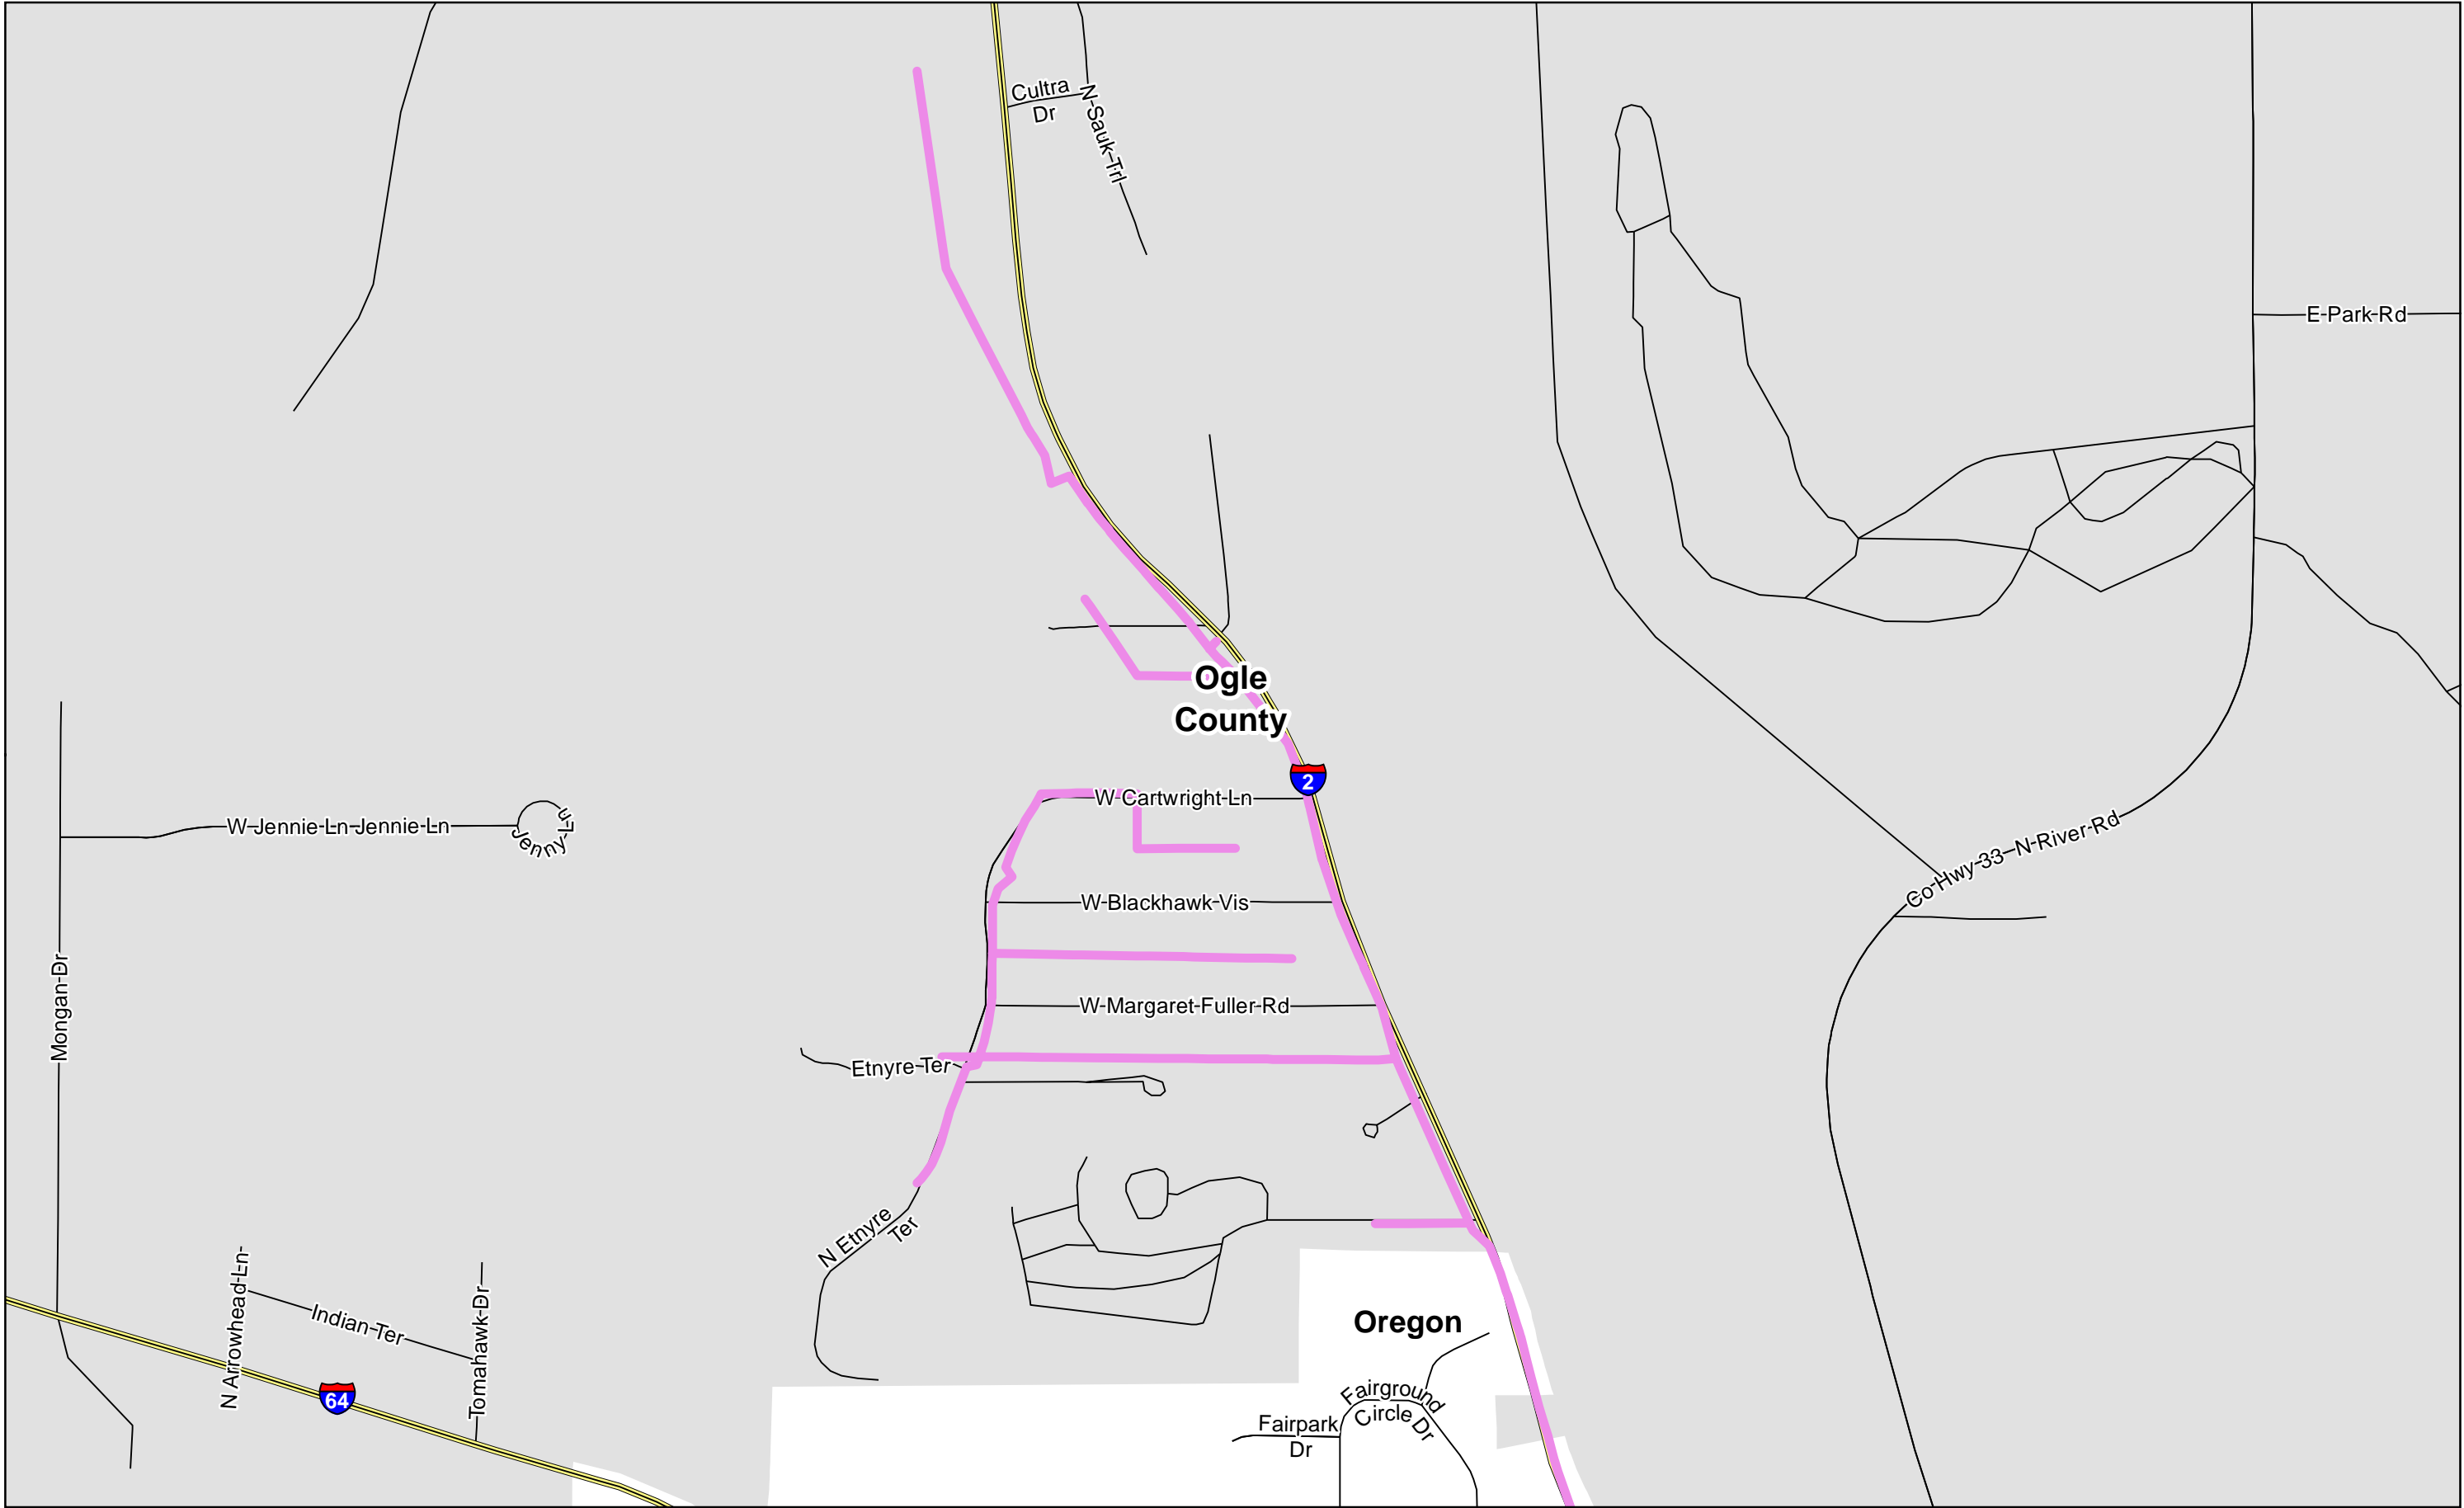 Cultra
Dr
N Sauk Trl
E Park Rd
Ogle
County
2
W Cartwright Ln
W Jennie Ln Jennie Ln
Jenny Ln
Co Hwy 33 N River Rd
W Blackhawk Vis
Mongan Dr
W Margaret Fuller Rd
Etnyre Ter
N Etnyre
Ter
N Arrowhead Ln
Indian Ter
Tomahawk Dr
64
Oregon
Fairground
Circle Dr
Fairpark
Dr